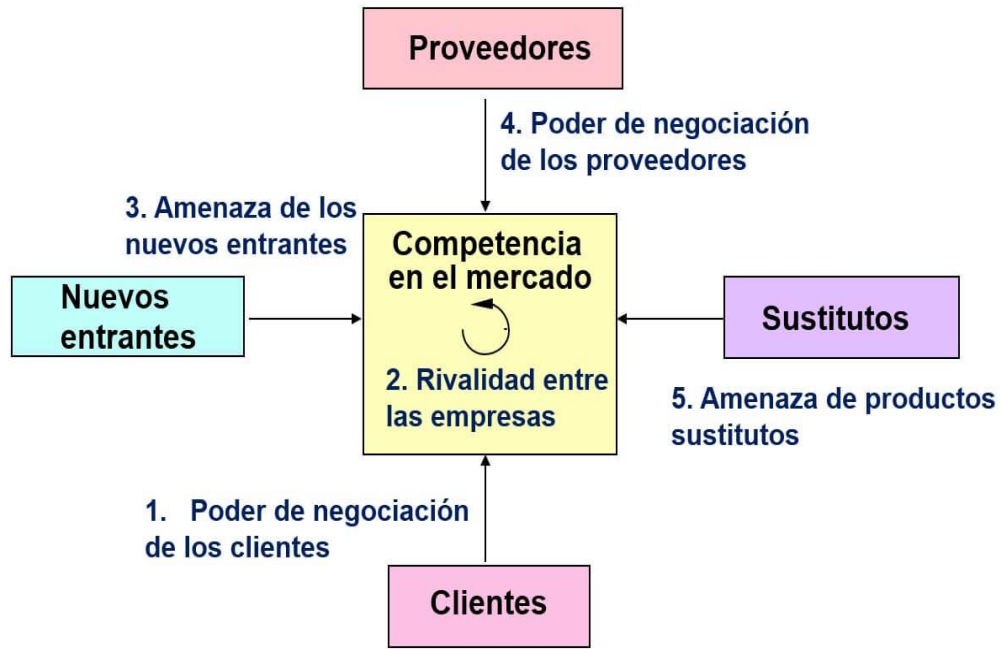 Proveedores
4. Poder de negociación
de los proveedores
3. Amenaza de los
nuevos entrantes
Competencia
en el mercado
Nuevos
entrantes
Sustitutos
2. Rivalidad entre
las empresas
5. Amenaza de productos
sustitutos
1. Poder de negociación
de los clientes
Clientes